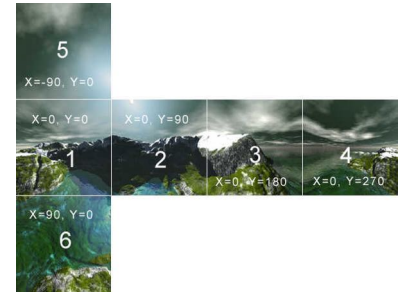 5
X=-90, Y=0
X=0, Y=0
1
X=0, Y=90
2
3
X=0, Y=180
4
X=0, Y=270
X=90, Y=0
6